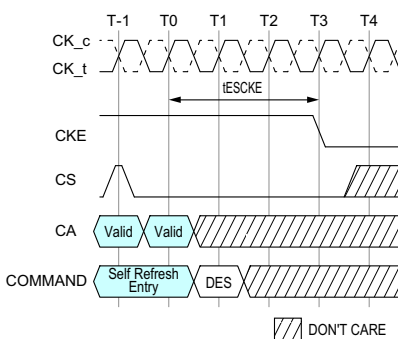 T-1 T0 T1 T2 T3 T4
CK_c
CK_t
tESCKE
CKE
CS
CA Valid Valid
COMMAND Self Refresh Entry DES
DON'T CARE